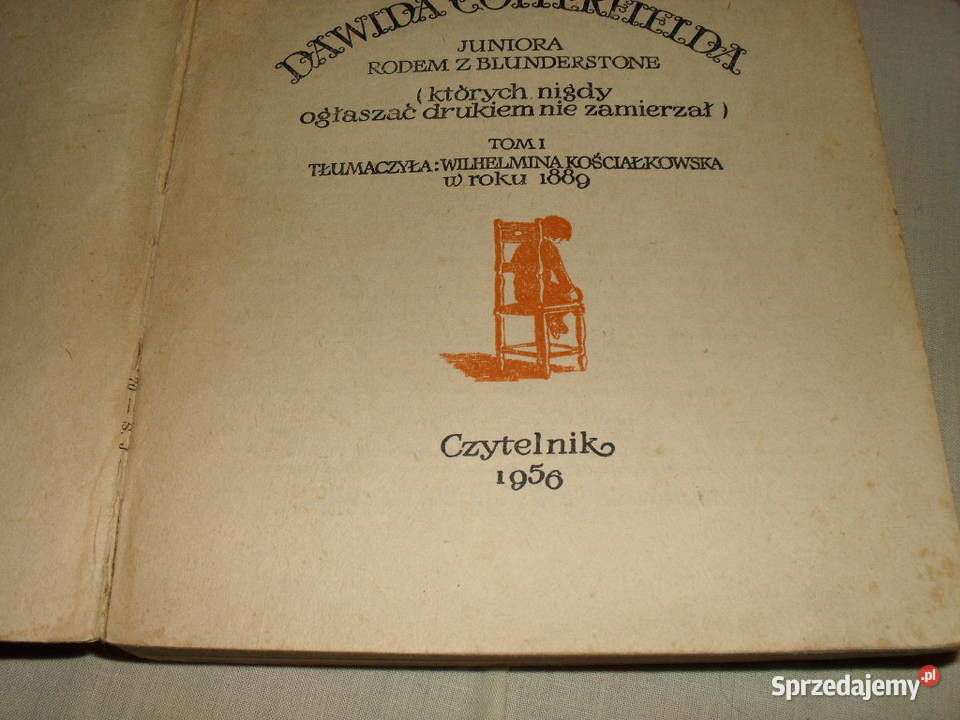 DAWIDA COPPERFIELDA
JUNIORA
RODEM Z BLUNDERSTONE
(których nigdy
ogłaszać drukiem nie zamierzał)
TOM I
TŁUMACZYŁA: WILHELMINA KOŚCIAŁKOWSKA
w roku 1889
Czytelnik
1956
70 — S. J
Sprzedajemy.pl